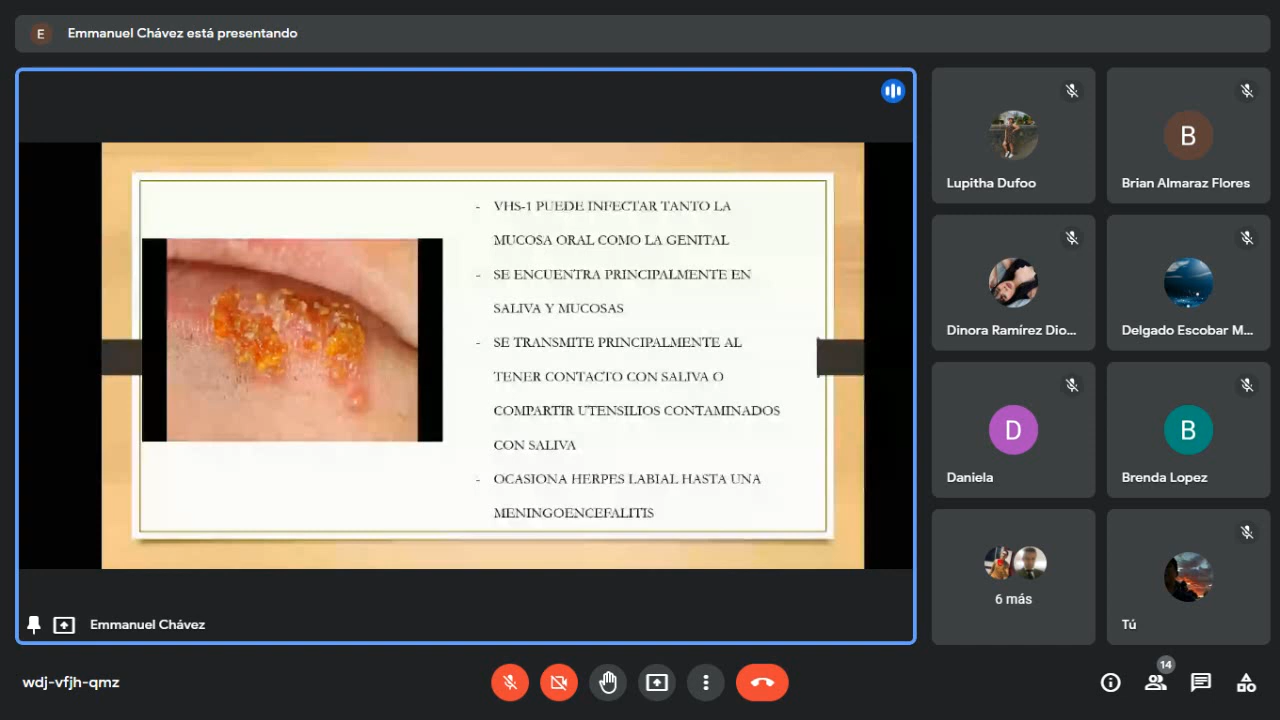 E
Emmanuel Chávez está presentando
- VHS-1 PUEDE INFECTAR TANTO LA
MUCOSA ORAL COMO LA GENITAL
- SE ENCUENTRA PRINCIPALMENTE EN
SALIVA Y MUCOSAS
- SE TRANSMITE PRINCIPALMENTE AL
TENER CONTACTO CON SALIVA O
COMPARTIR UTENSILIOS CONTAMINADOS
CON SALIVA
- OCASIONA HERPES LABIAL HASTA UNA
MENINGOENCEFALITIS
Emmanuel Chávez
Lupitha Dufoo
B
Brian Almaraz Flores
Dinora Ramírez Dio...
Delgado Escobar M...
D
Daniela
B
Brenda Lopez
6 más
Tú
wdj-vfjh-qmz
14